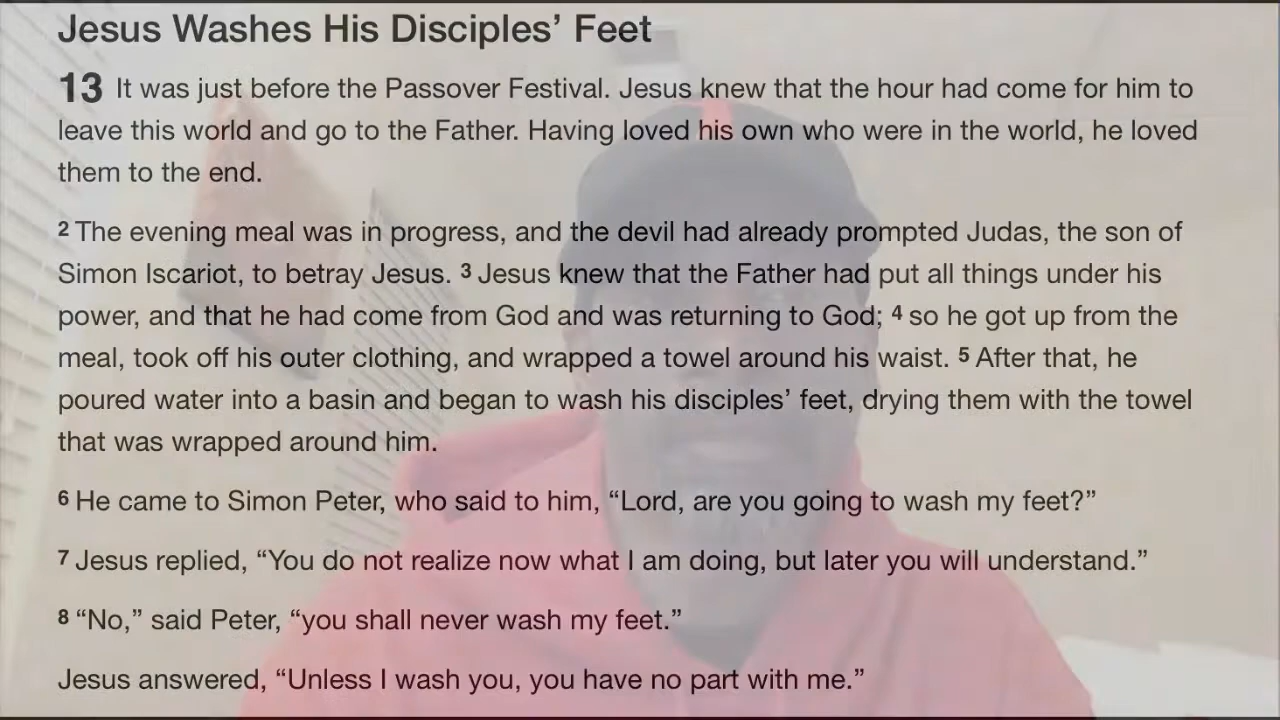 Jesus Washes His Disciples’ Feet
13 It was just before the Passover Festival. Jesus knew that the hour had come for him to
leave this world and go to the Father. Having loved his own who were in the world, he loved
them to the end.
2 The evening meal was in progress, and the devil had already prompted Judas, the son of
Simon Iscariot, to betray Jesus. 3 Jesus knew that the Father had put all things under his
power, and that he had come from God and was returning to God; 4 so he got up from the
meal, took off his outer clothing, and wrapped a towel around his waist. 5 After that, he
poured water into a basin and began to wash his disciples’ feet, drying them with the towel
that was wrapped around him.
6 He came to Simon Peter, who said to him, “Lord, are you going to wash my feet?”
7 Jesus replied, “You do not realize now what I am doing, but later you will understand.”
8 “No,” said Peter, “you shall never wash my feet.”
Jesus answered, “Unless I wash you, you have no part with me.”